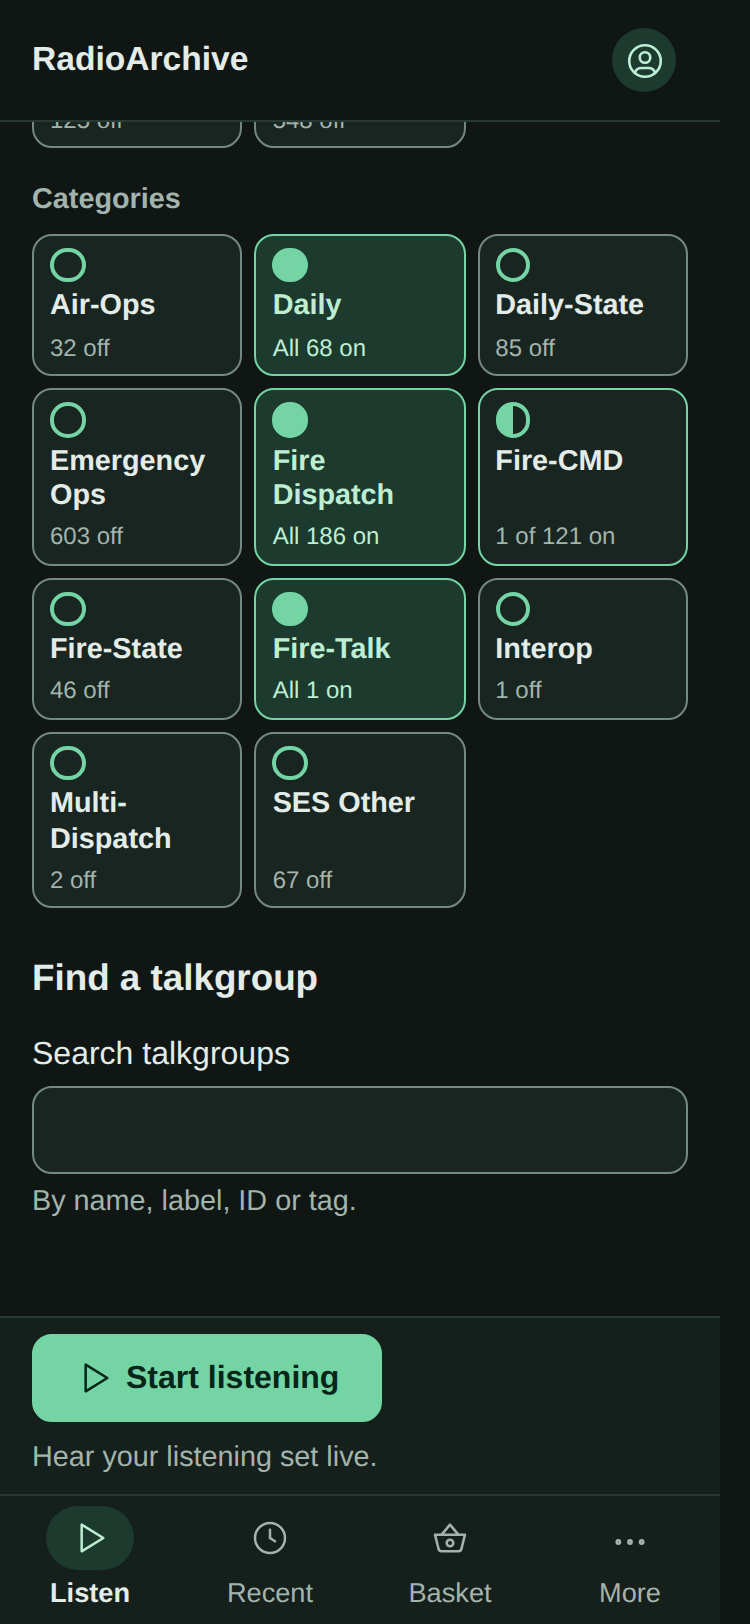 RadioArchive
Categories
Air-Ops
32 off
Daily
All 68 on
Daily-State
85 off
Emergency
Ops
603 off
Fire
Dispatch
All 186 on
Fire-CMD
1 of 121 on
Fire-State
46 off
Fire-Talk
All 1 on
Interop
1 off
Multi-
Dispatch
2 off
SES Other
67 off
Find a talkgroup
Search talkgroups
By name, label, ID or tag.
Start listening
Hear your listening set live.
Listen
Recent
Basket
More